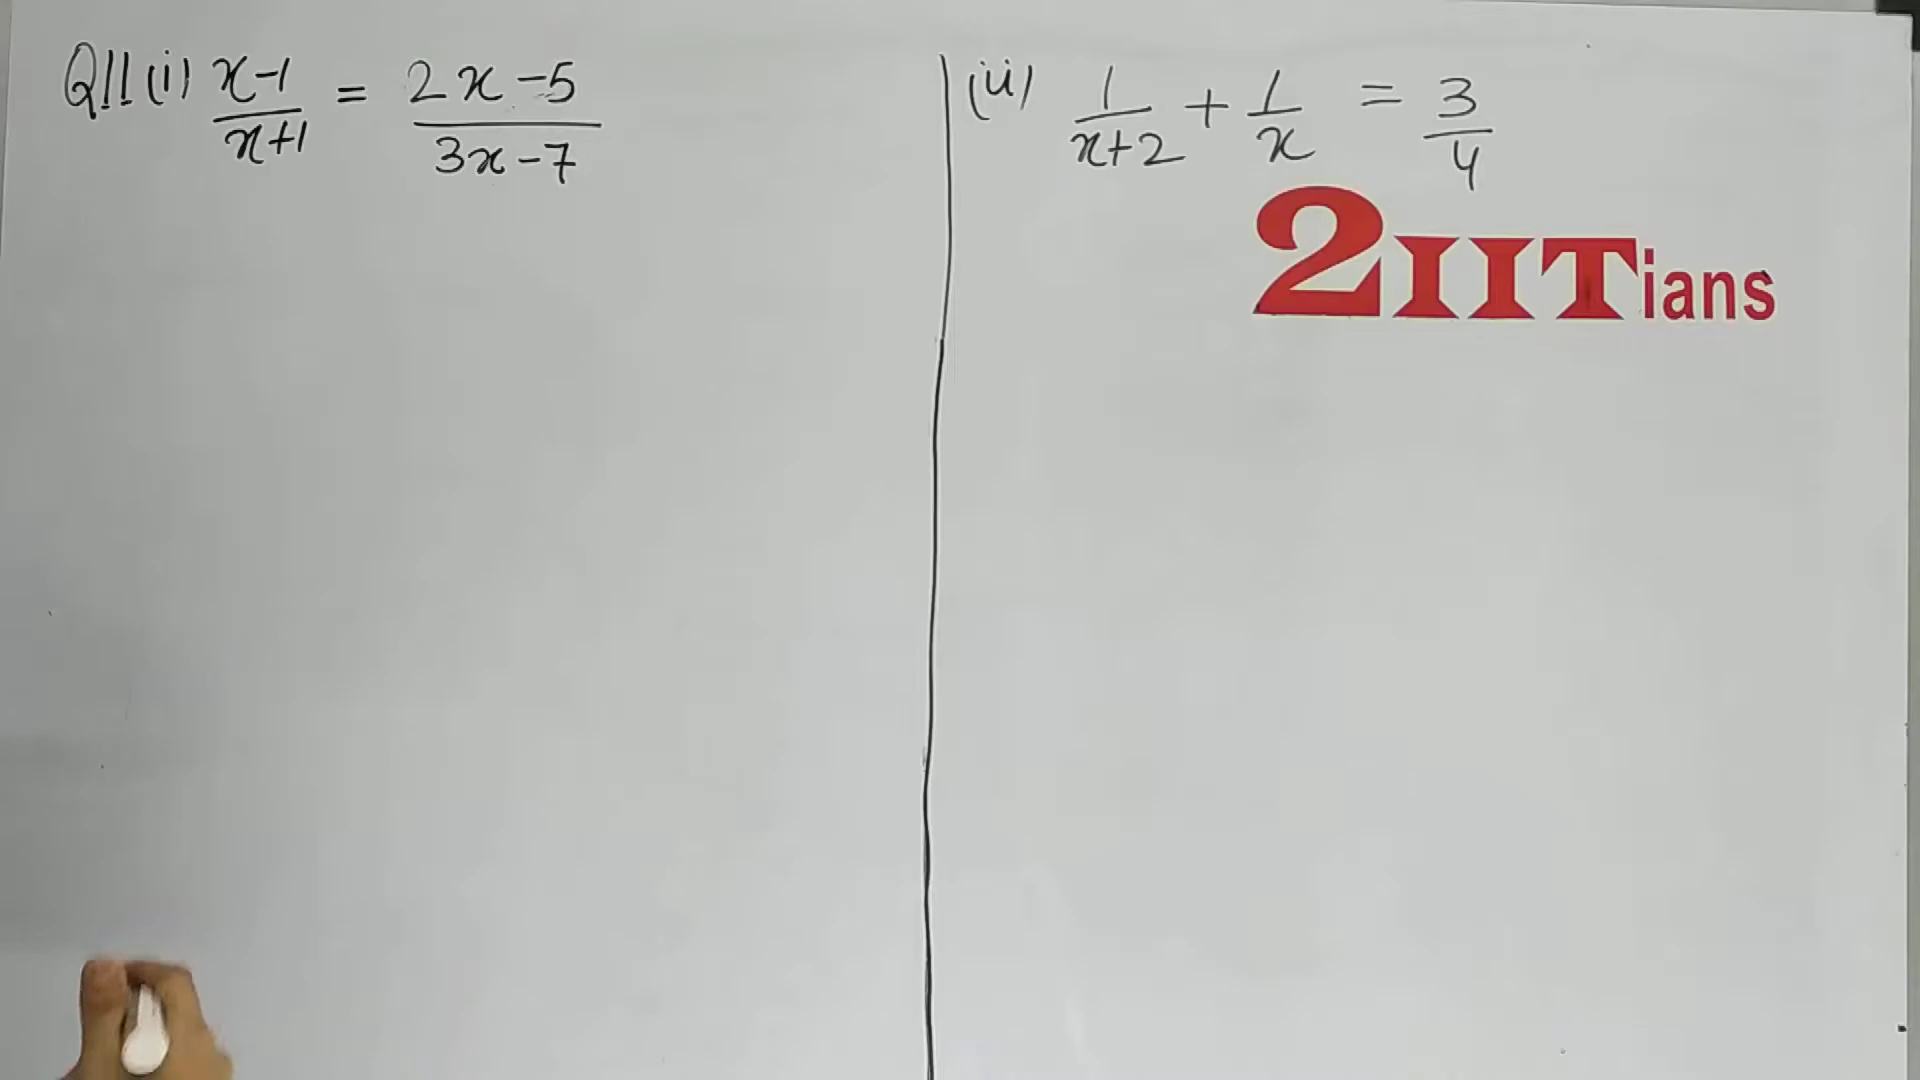 Q11 (i) x-1/x+1 = 2x-5/3x-7
(ii) 1/x+2 + 1/x = 3/4
2IITians